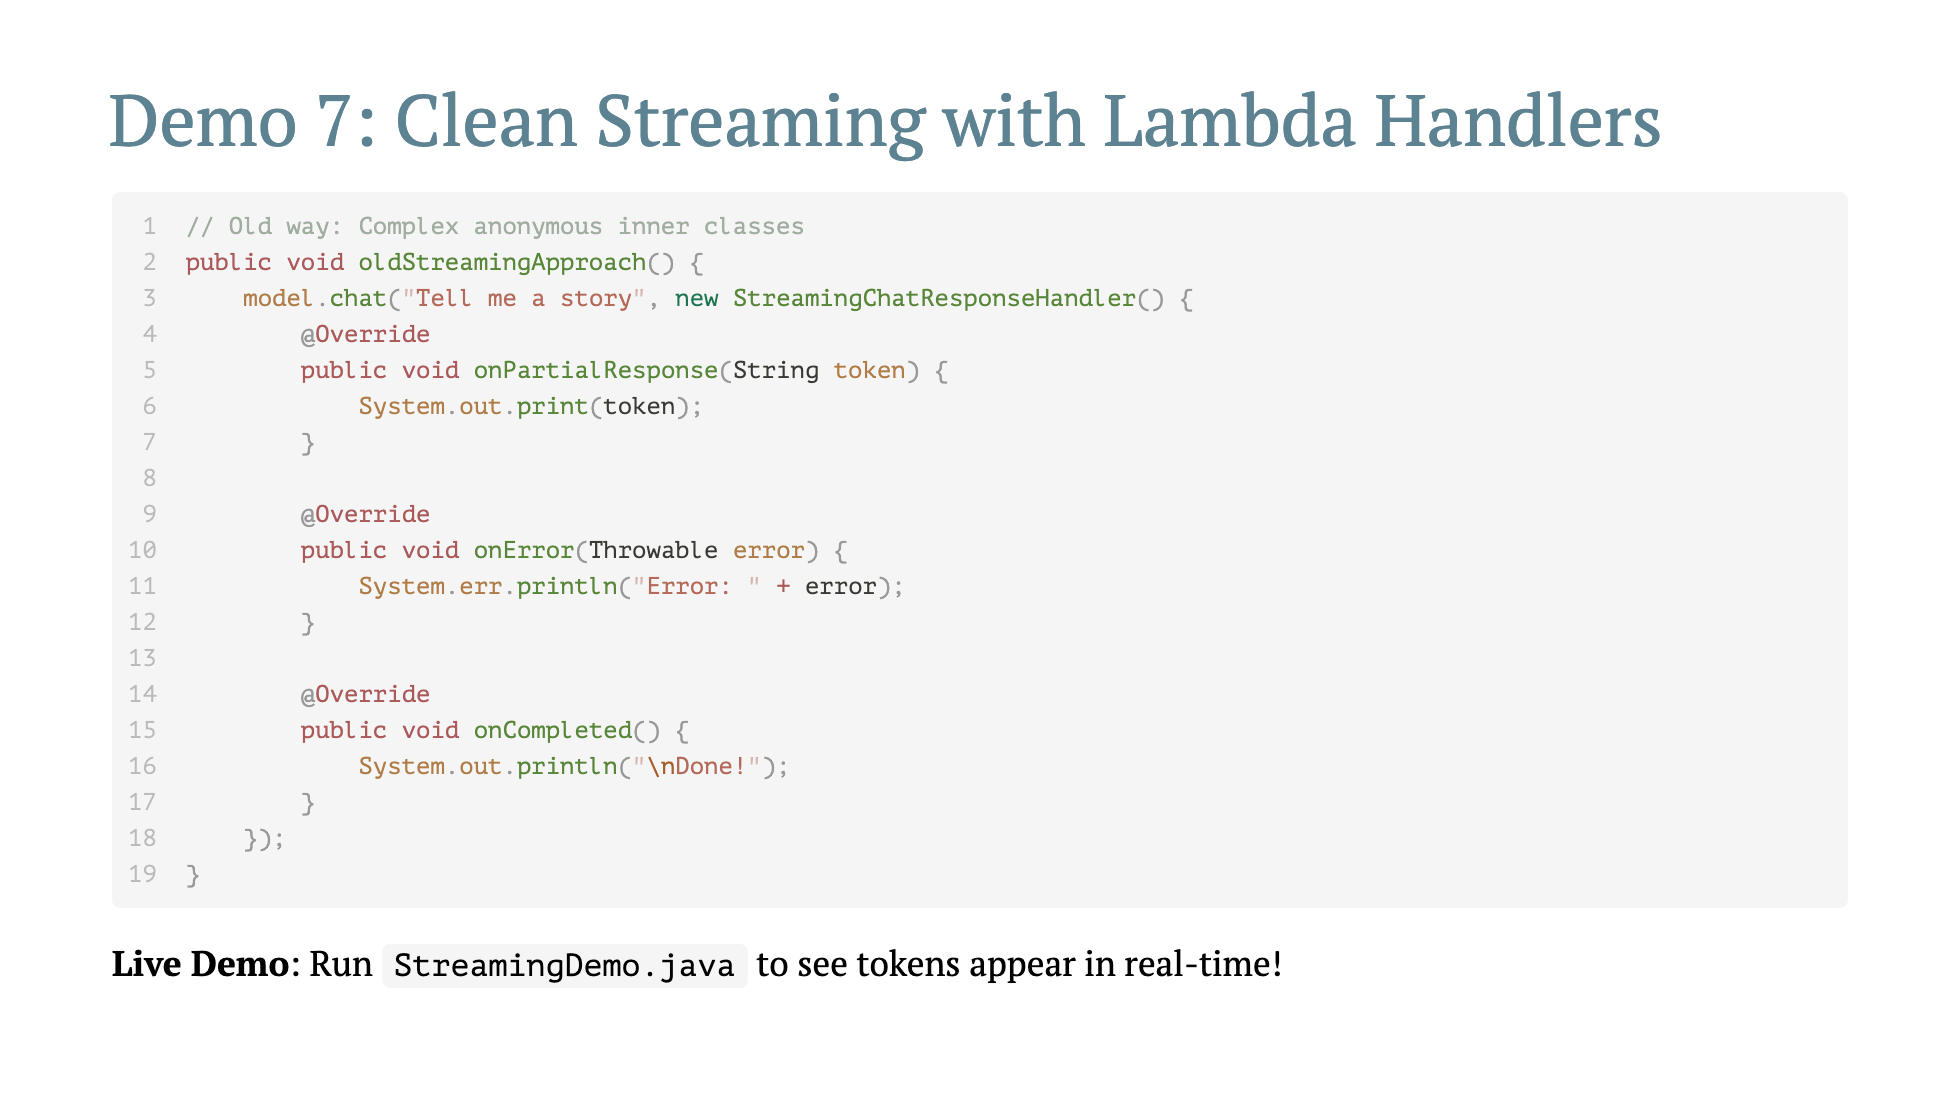 Demo 7: Clean Streaming with Lambda Handlers
1 // Old way: Complex anonymous inner classes
2 public void oldStreamingApproach() {
3     model.chat("Tell me a story", new StreamingChatResponseHandler() {
4         @Override
5         public void onPartialResponse(String token) {
6             System.out.print(token);
7         }
8
9         @Override
10         public void onError(Throwable error) {
11             System.err.println("Error: " + error);
12         }
13
14         @Override
15         public void onCompleted() {
16             System.out.println("\nDone!");
17         }
18     });
19 }
Live Demo: Run StreamingDemo.java to see tokens appear in real-time!